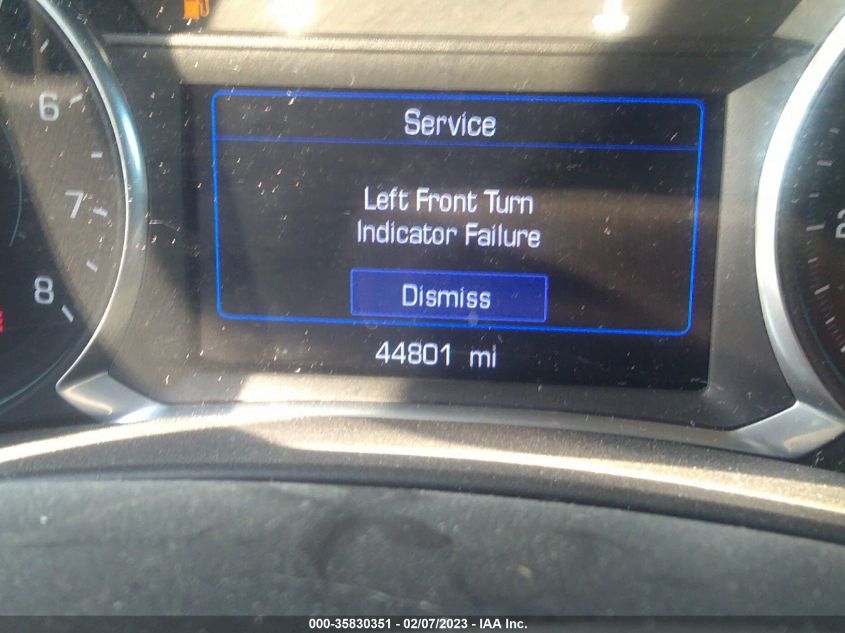 6
7
8
Service
Left Front Turn
Indicator Failure
Dismiss
44801 mi
000-35830351 - 02/07/2023 - IAA Inc.